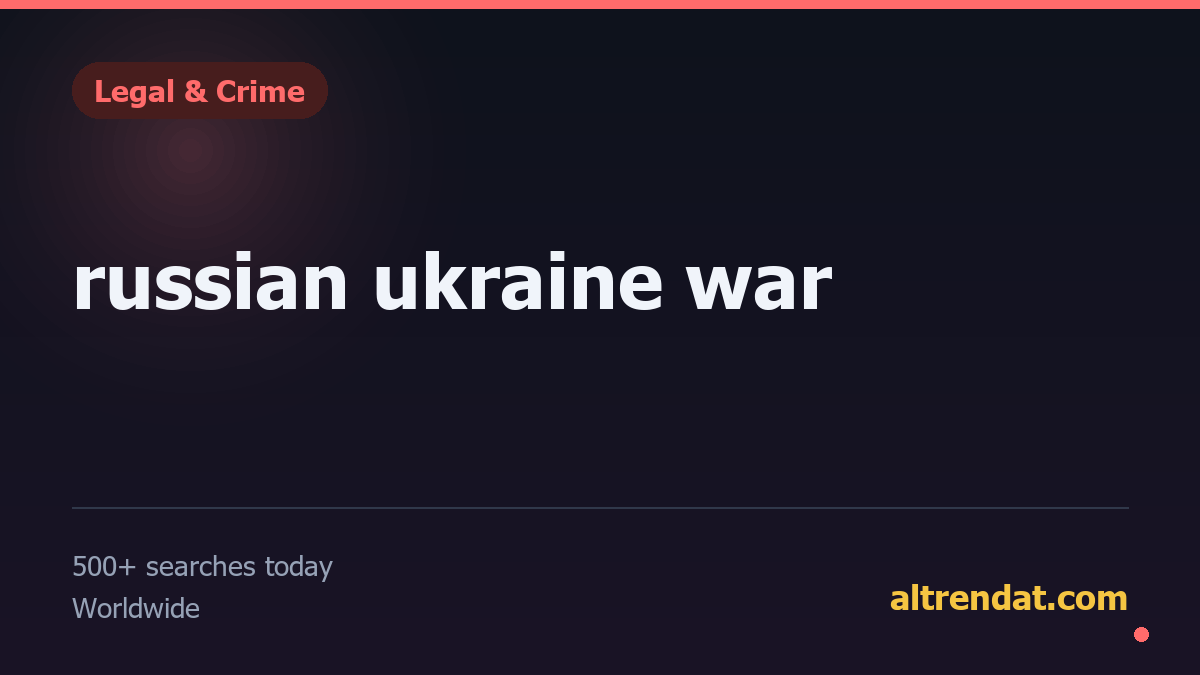 Legal & Crime
russian ukraine war
500+ searches today
Worldwide
altrendat.com